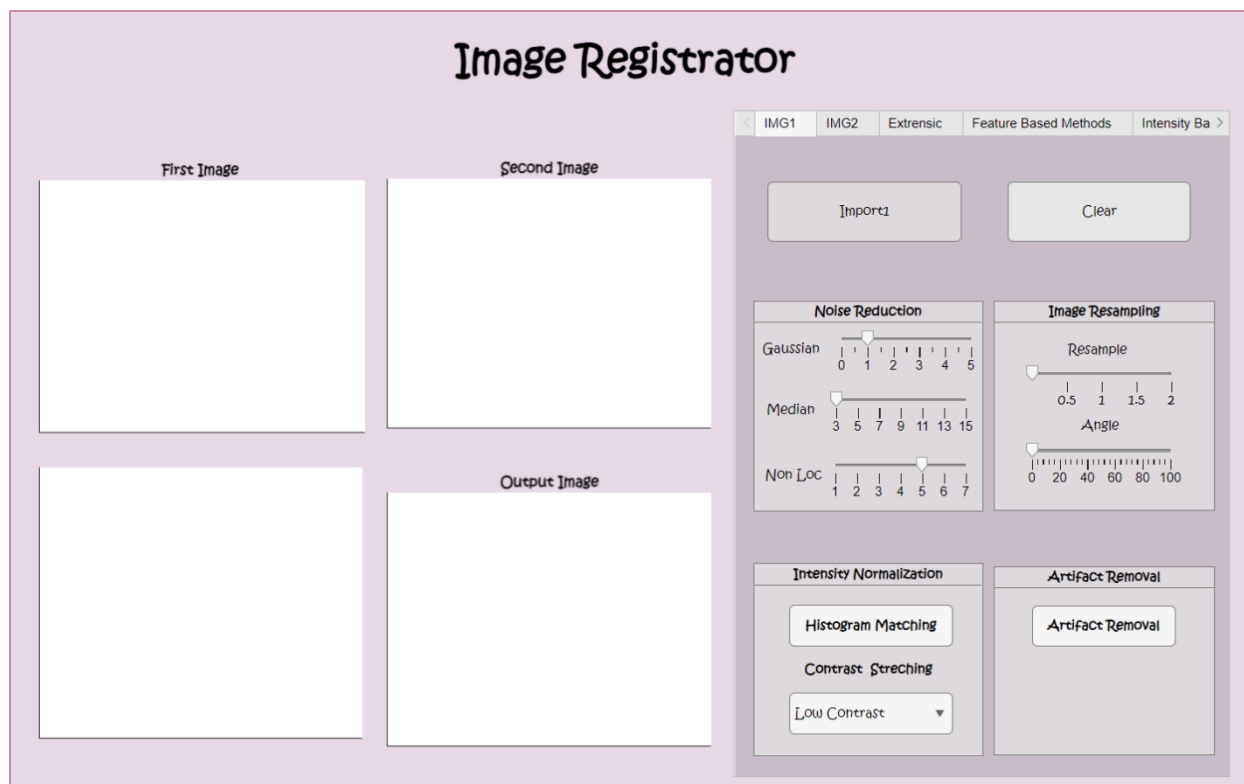 Image Registrator
IMG1 IMG2 Extrensic Feature Based Methods Intensity Ba
First Image
Second Image
Output Image
Import1
Clear
Noise Reduction
Gaussian
0 1 2 3 4 5
Median
3 5 7 9 11 13 15
Non Loc
1 2 3 4 5 6 7
Image Resampling
Resample
0.5 1 1.5 2
Angle
0 20 40 60 80 100
Intensity Normalization
Histogram Matching
Contrast Streching
Low Contrast
Artifact Removal
Artifact Removal